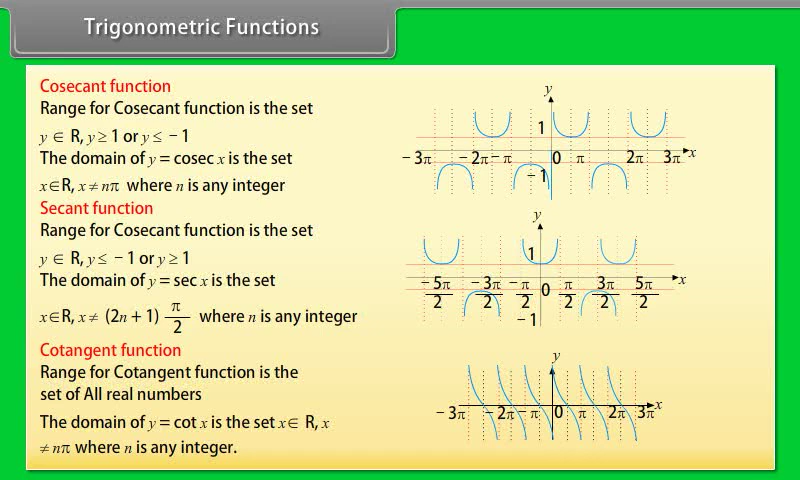 Trigonometric Functions
Cosecant function
Range for Cosecant function is the set
y ∈ R, y ≥ 1 or y ≤ − 1
The domain of y = cosec x is the set
x∈R, x ≠ nπ where n is any integer
Secant function
Range for Cosecant function is the set
y ∈ R, y ≤ − 1 or y ≥ 1
The domain of y = sec x is the set
x∈R, x ≠ (2n + 1) π/2 where n is any integer
Cotangent function
Range for Cotangent function is the
set of All real numbers
The domain of y = cot x is the set x∈ R, x
≠ nπ where n is any integer.
y
1
− 3π − 2π − π 0 π 2π 3π x
− 1
y
1
− 5π/2 − 3π/2 − π/2 0 π/2 3π/2 5π/2 x
− 1
y
− 3π − 2π − π 0 π 2π 3π x